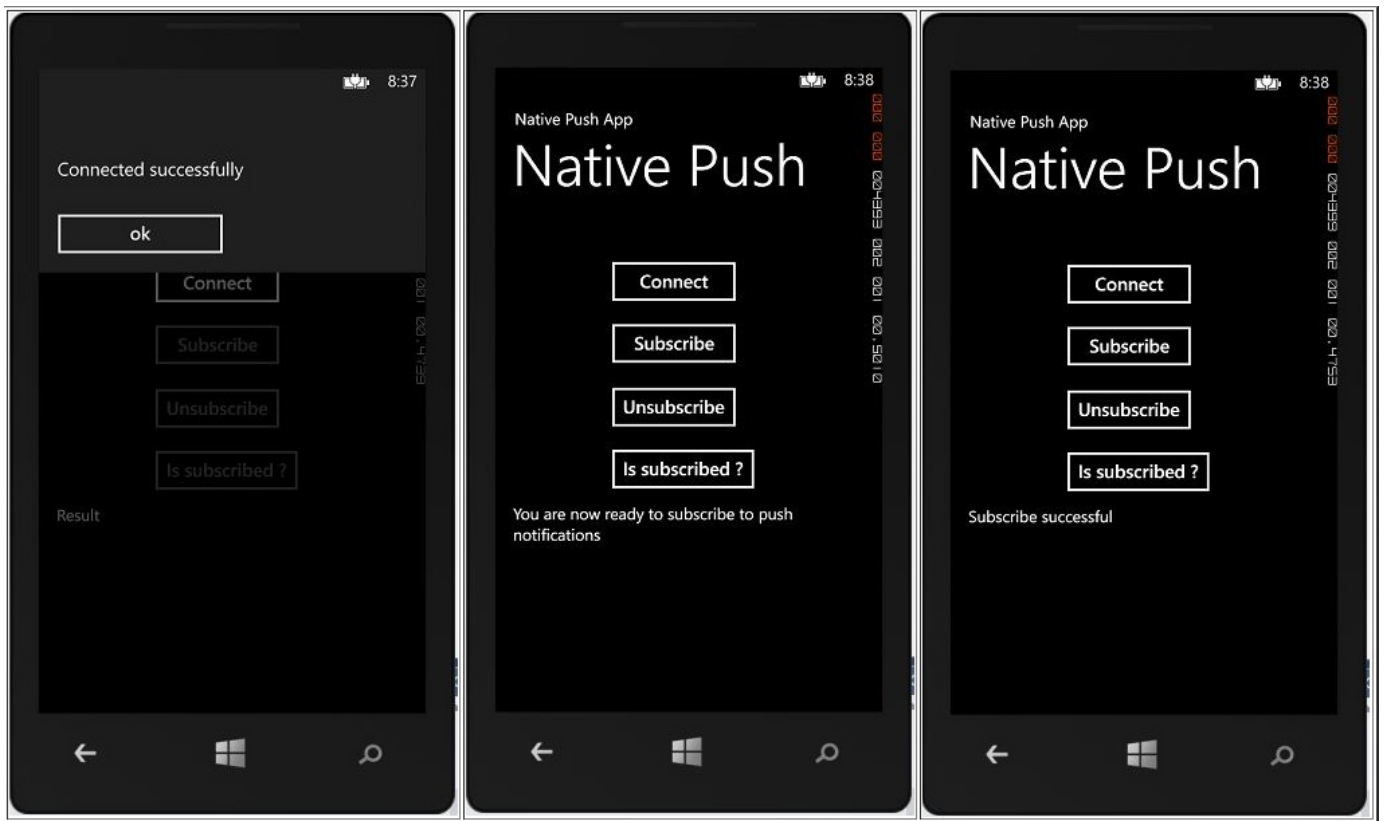 8:37
Connected successfully
ok
Connect
Subscribe
Unsubscribe
Is subscribed ?
Result
8:38
Native Push App
Native Push
Connect
Subscribe
Unsubscribe
Is subscribed ?
You are now ready to subscribe to push
notifications
8:38
Native Push App
Native Push
Connect
Subscribe
Unsubscribe
Is subscribed ?
Subscribe successful